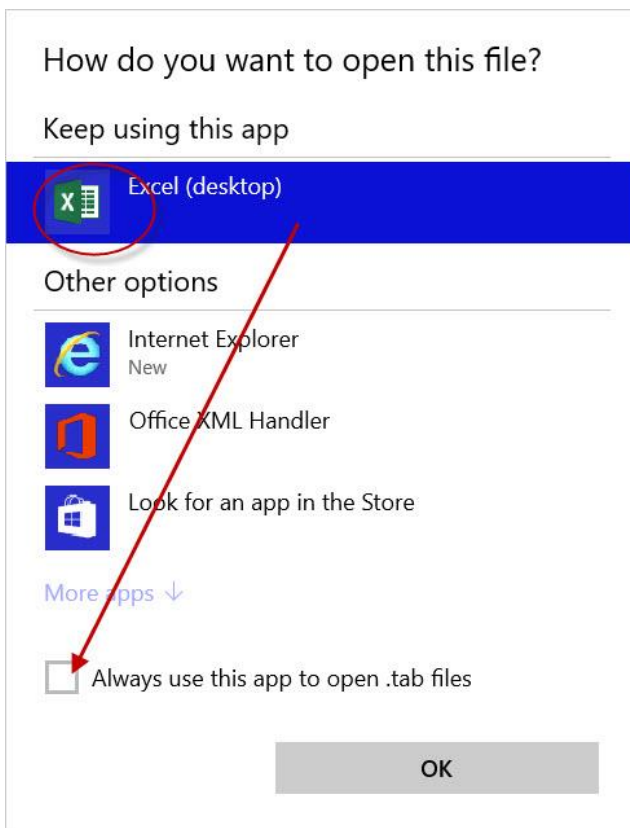 How do you want to open this file?
Keep using this app
Excel (desktop)
Other options
Internet Explorer
New
Office XML Handler
Look for an app in the Store
More apps ↓
Always use this app to open .tab files
OK